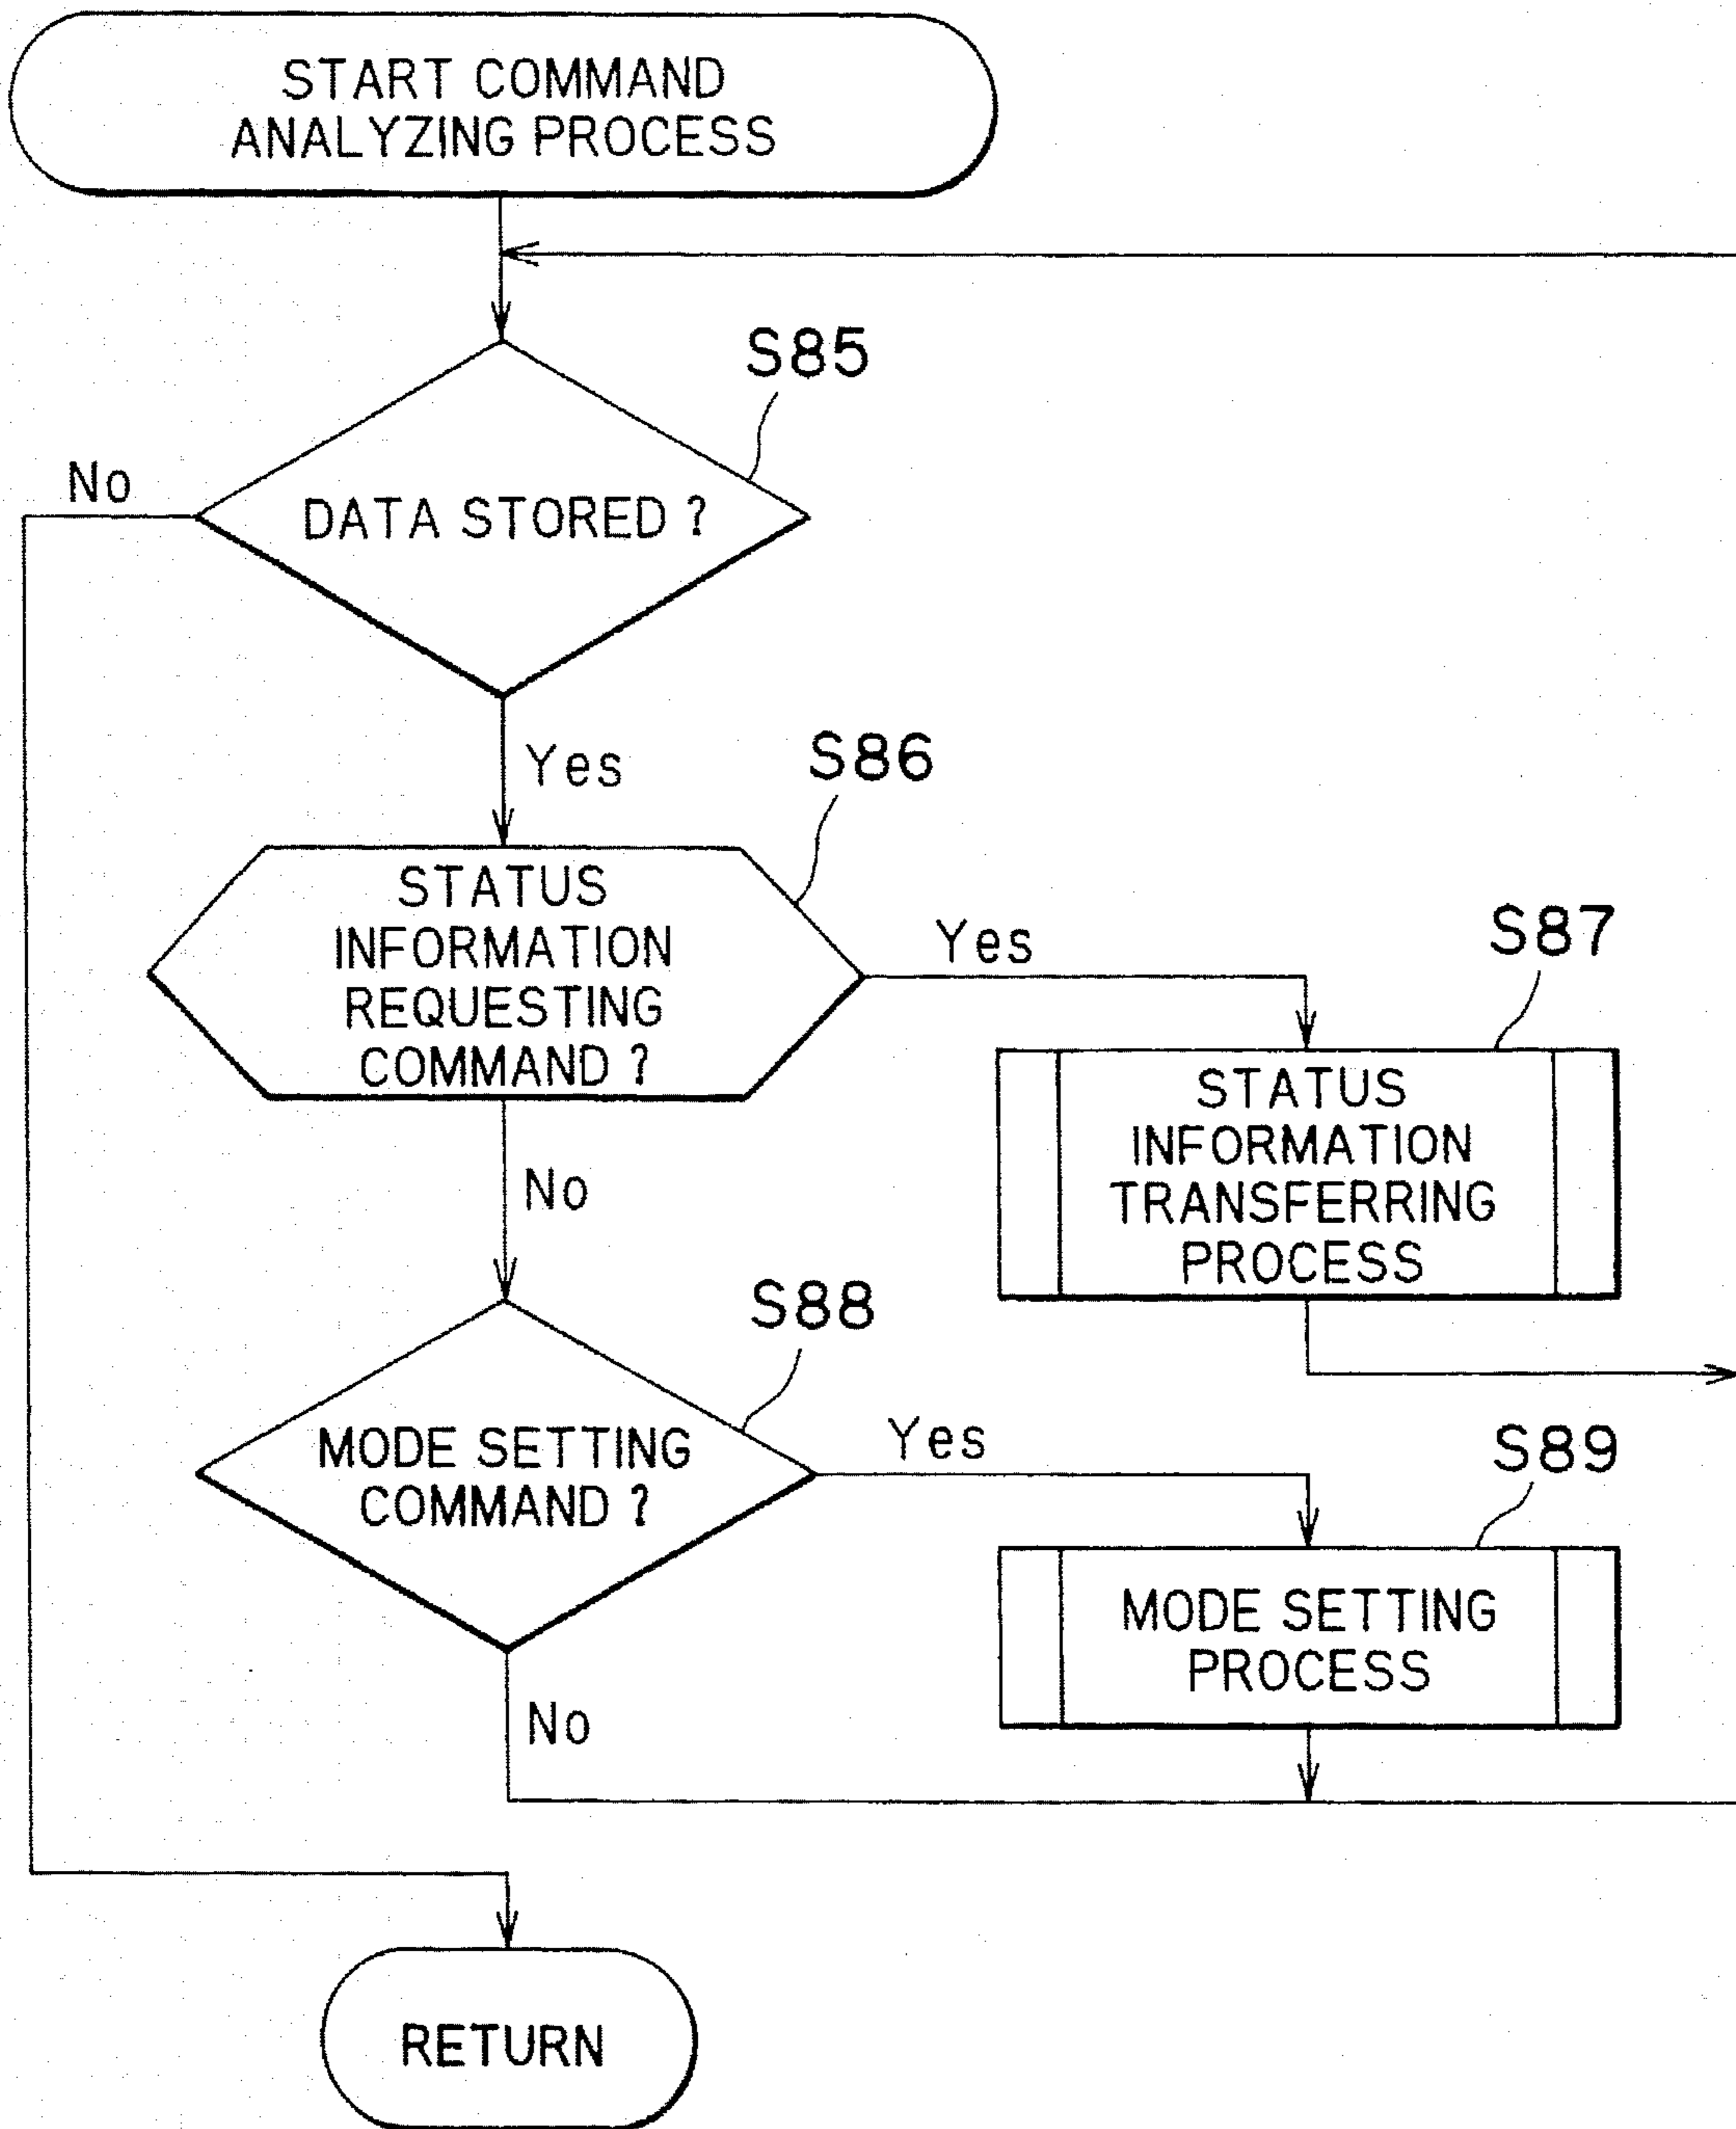 START COMMAND
ANALYZING PROCESS
S85
No
DATA STORED ?
Yes
S86
STATUS
INFORMATION
REQUESTING
COMMAND ?
Yes
S87
STATUS
INFORMATION
TRANSFERRING
PROCESS
No
S88
MODE SETTING
COMMAND ?
Yes
S89
MODE SETTING
PROCESS
No
RETURN